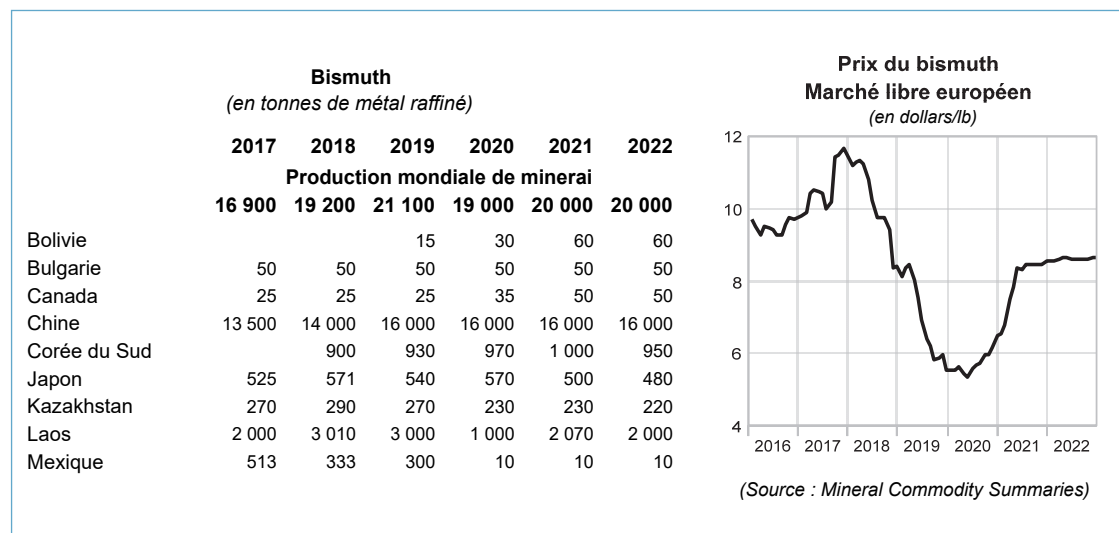 Bismuth
(en tonnes de métal raffiné)
2017 2018 2019 2020 2021 2022
Production mondiale de minerai
16 900 19 200 21 100 19 000 20 000 20 000
Bolivie 15 30 60 60
Bulgarie 50 50 50 50 50 50
Canada 25 25 25 35 50 50
Chine 13 500 14 000 16 000 16 000 16 000 16 000
Corée du Sud 900 930 970 1 000 950
Japon 525 571 540 570 500 480
Kazakhstan 270 290 270 230 230 220
Laos 2 000 3 010 3 000 1 000 2 070 2 000
Mexique 513 333 300 10 10 10
Prix du bismuth
Marché libre européen
(en dollars/lb)
12
10
8
6
4
2016 2017 2018 2019 2020 2021 2022
(Source : Mineral Commodity Summaries)